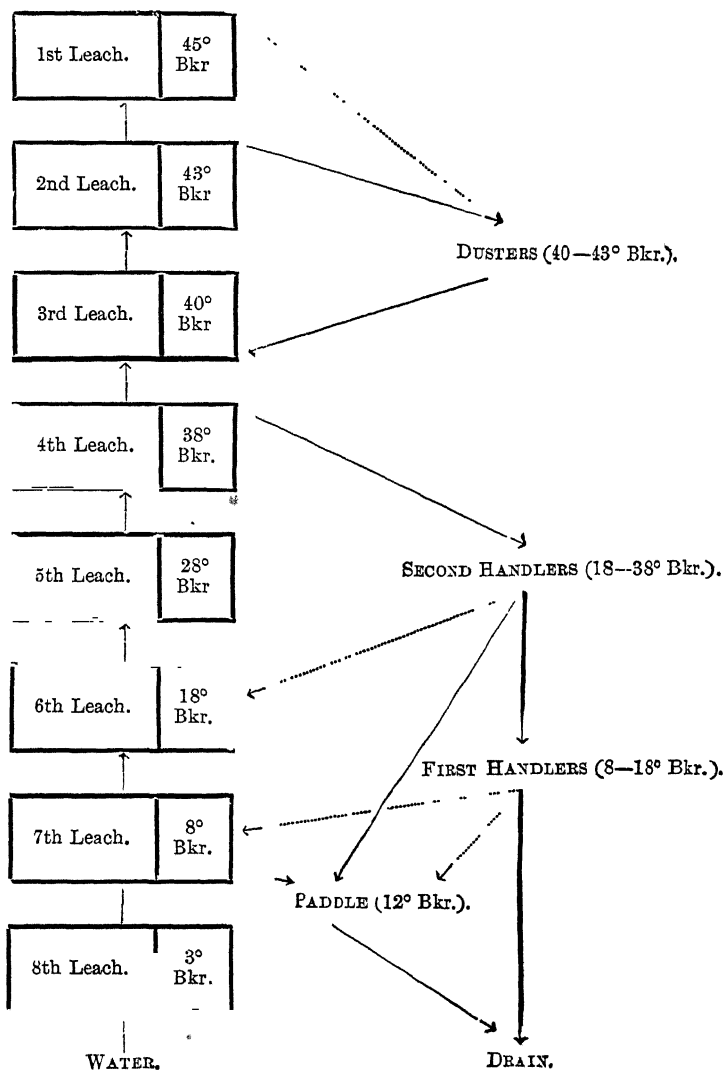 1st Leach.
45°
Bkr
2nd Leach.
43°
Bkr
DUSTERS (40—43° Bkr.).
3rd Leach.
40°
Bkr
4th Leach.
38°
Bkr.
5th Leach.
28°
Bkr
SECOND HANDLERS (18--38° Bkr.).
6th Leach.
18°
Bkr.
FIRST HANDLERS (8—18° Bkr.).
7th Leach.
8°
Bkr.
PADDLE (12° Bkr.).
8th Leach.
3°
Bkr.
WATER.
DRAIN.